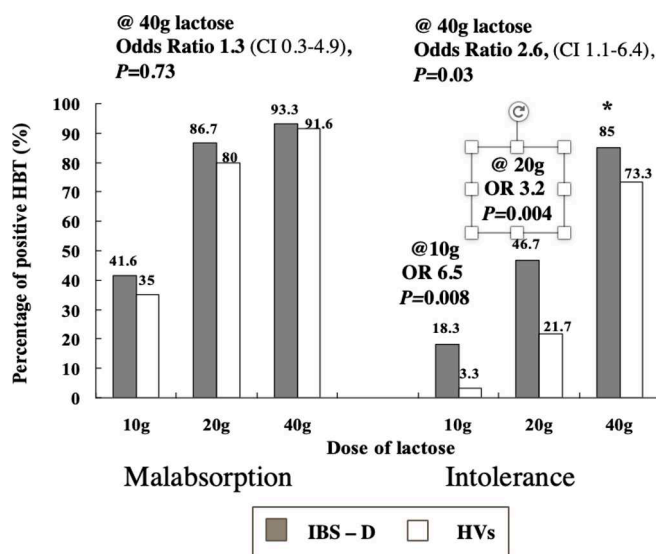 @ 40g lactose
Odds Ratio 1.3 (CI 0.3-4.9),
P=0.73
@ 40g lactose
Odds Ratio 2.6, (CI 1.1-6.4),
P=0.03
Percentage of positive HBT (%)
100
90
80
70
60
50
40
30
20
10
0
41.6
35
86.7
80
93.3
91.6
@10g
OR 6.5
P=0.008
18.3
3.3
@ 20g
OR 3.2
P=0.004
46.7
21.7
*
85
73.3
10g 20g 40g 10g 20g 40g
Dose of lactose
Malabsorption Intolerance
IBS – D HVs